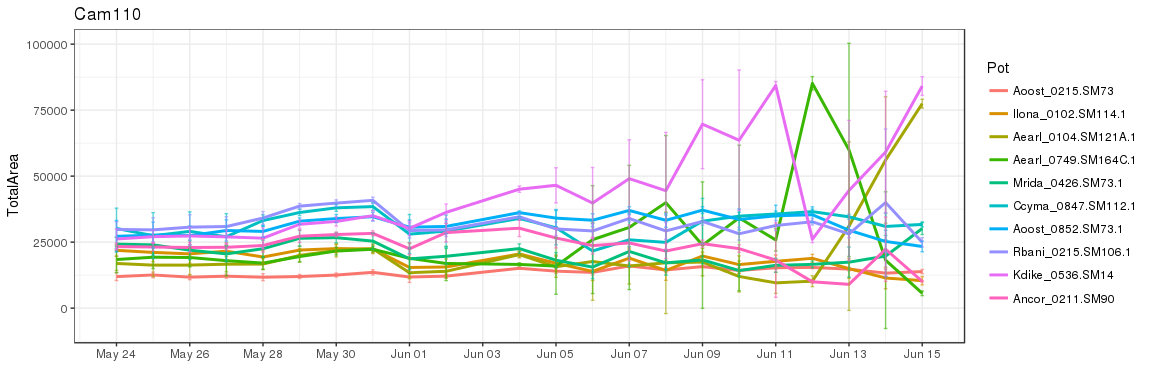 Cam110
TotalArea
100000
75000
50000
25000
0
May 24 May 26 May 28 May 30 Jun 01 Jun 03 Jun 05 Jun 07 Jun 09 Jun 11 Jun 13 Jun 15
Pot
Aoost_0215.SM73
Ilona_0102.SM114.1
Aearl_0104.SM121A.1
Aearl_0749.SM164C.1
Mrida_0426.SM73.1
Ccyma_0847.SM112.1
Aoost_0852.SM73.1
Rbani_0215.SM106.1
Kdike_0536.SM14
Ancor_0211.SM90